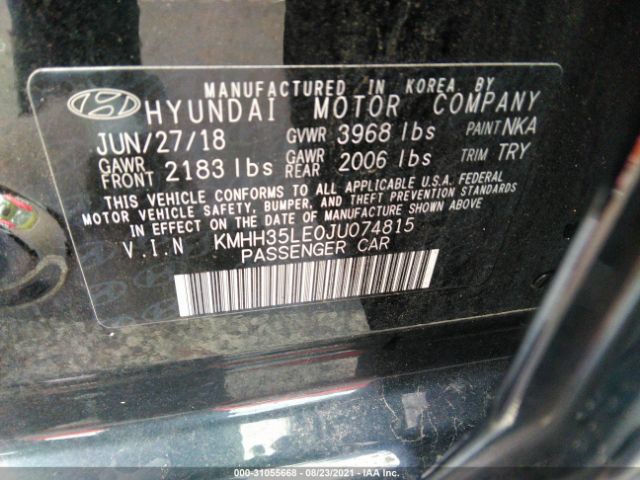 MANUFACTURED IN KOREA BY
HYUNDAI MOTOR COMPANY
JUN/27/18 GVWR 3968 lbs PAINT NKA
GAWR FRONT 2183 lbs GAWR REAR 2006 lbs TRIM TRY
THIS VEHICLE CONFORMS TO ALL APPLICABLE U.S.A. FEDERAL
MOTOR VEHICLE SAFETY, BUMPER, AND THEFT PREVENTION STANDARDS
IN EFFECT ON THE DATE OF MANUFACTURE SHOWN ABOVE
V.I.N KMHH35LE0JU074815
PASSENGER CAR
000-31055668 - 08/23/2021 - IAA Inc.